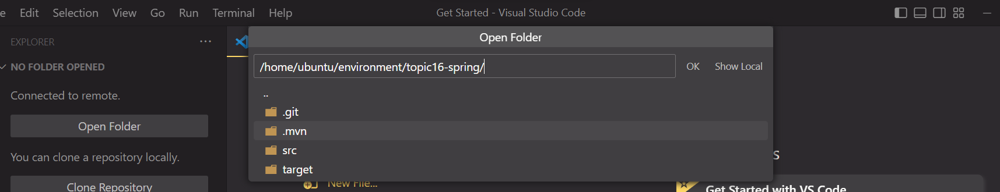 e Edit Selection View Go Run Terminal Help Get Started - Visual Studio Code
Open Folder
EXPLORER ...
/home/ubuntu/environment/topic16-spring/ OK Show Local
NO FOLDER OPENED
..
Connected to remote.
.git
Open Folder
.mvn
src
You can clone a repository locally.
s
target
New File...
Clone Repository
Get Started with VS Code